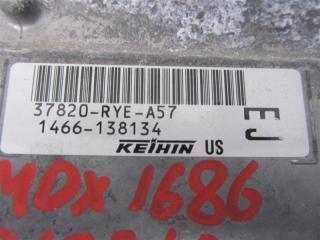 37820-RYE-A57
1466-138134
EJ
KEIHIN US
MDX 1686